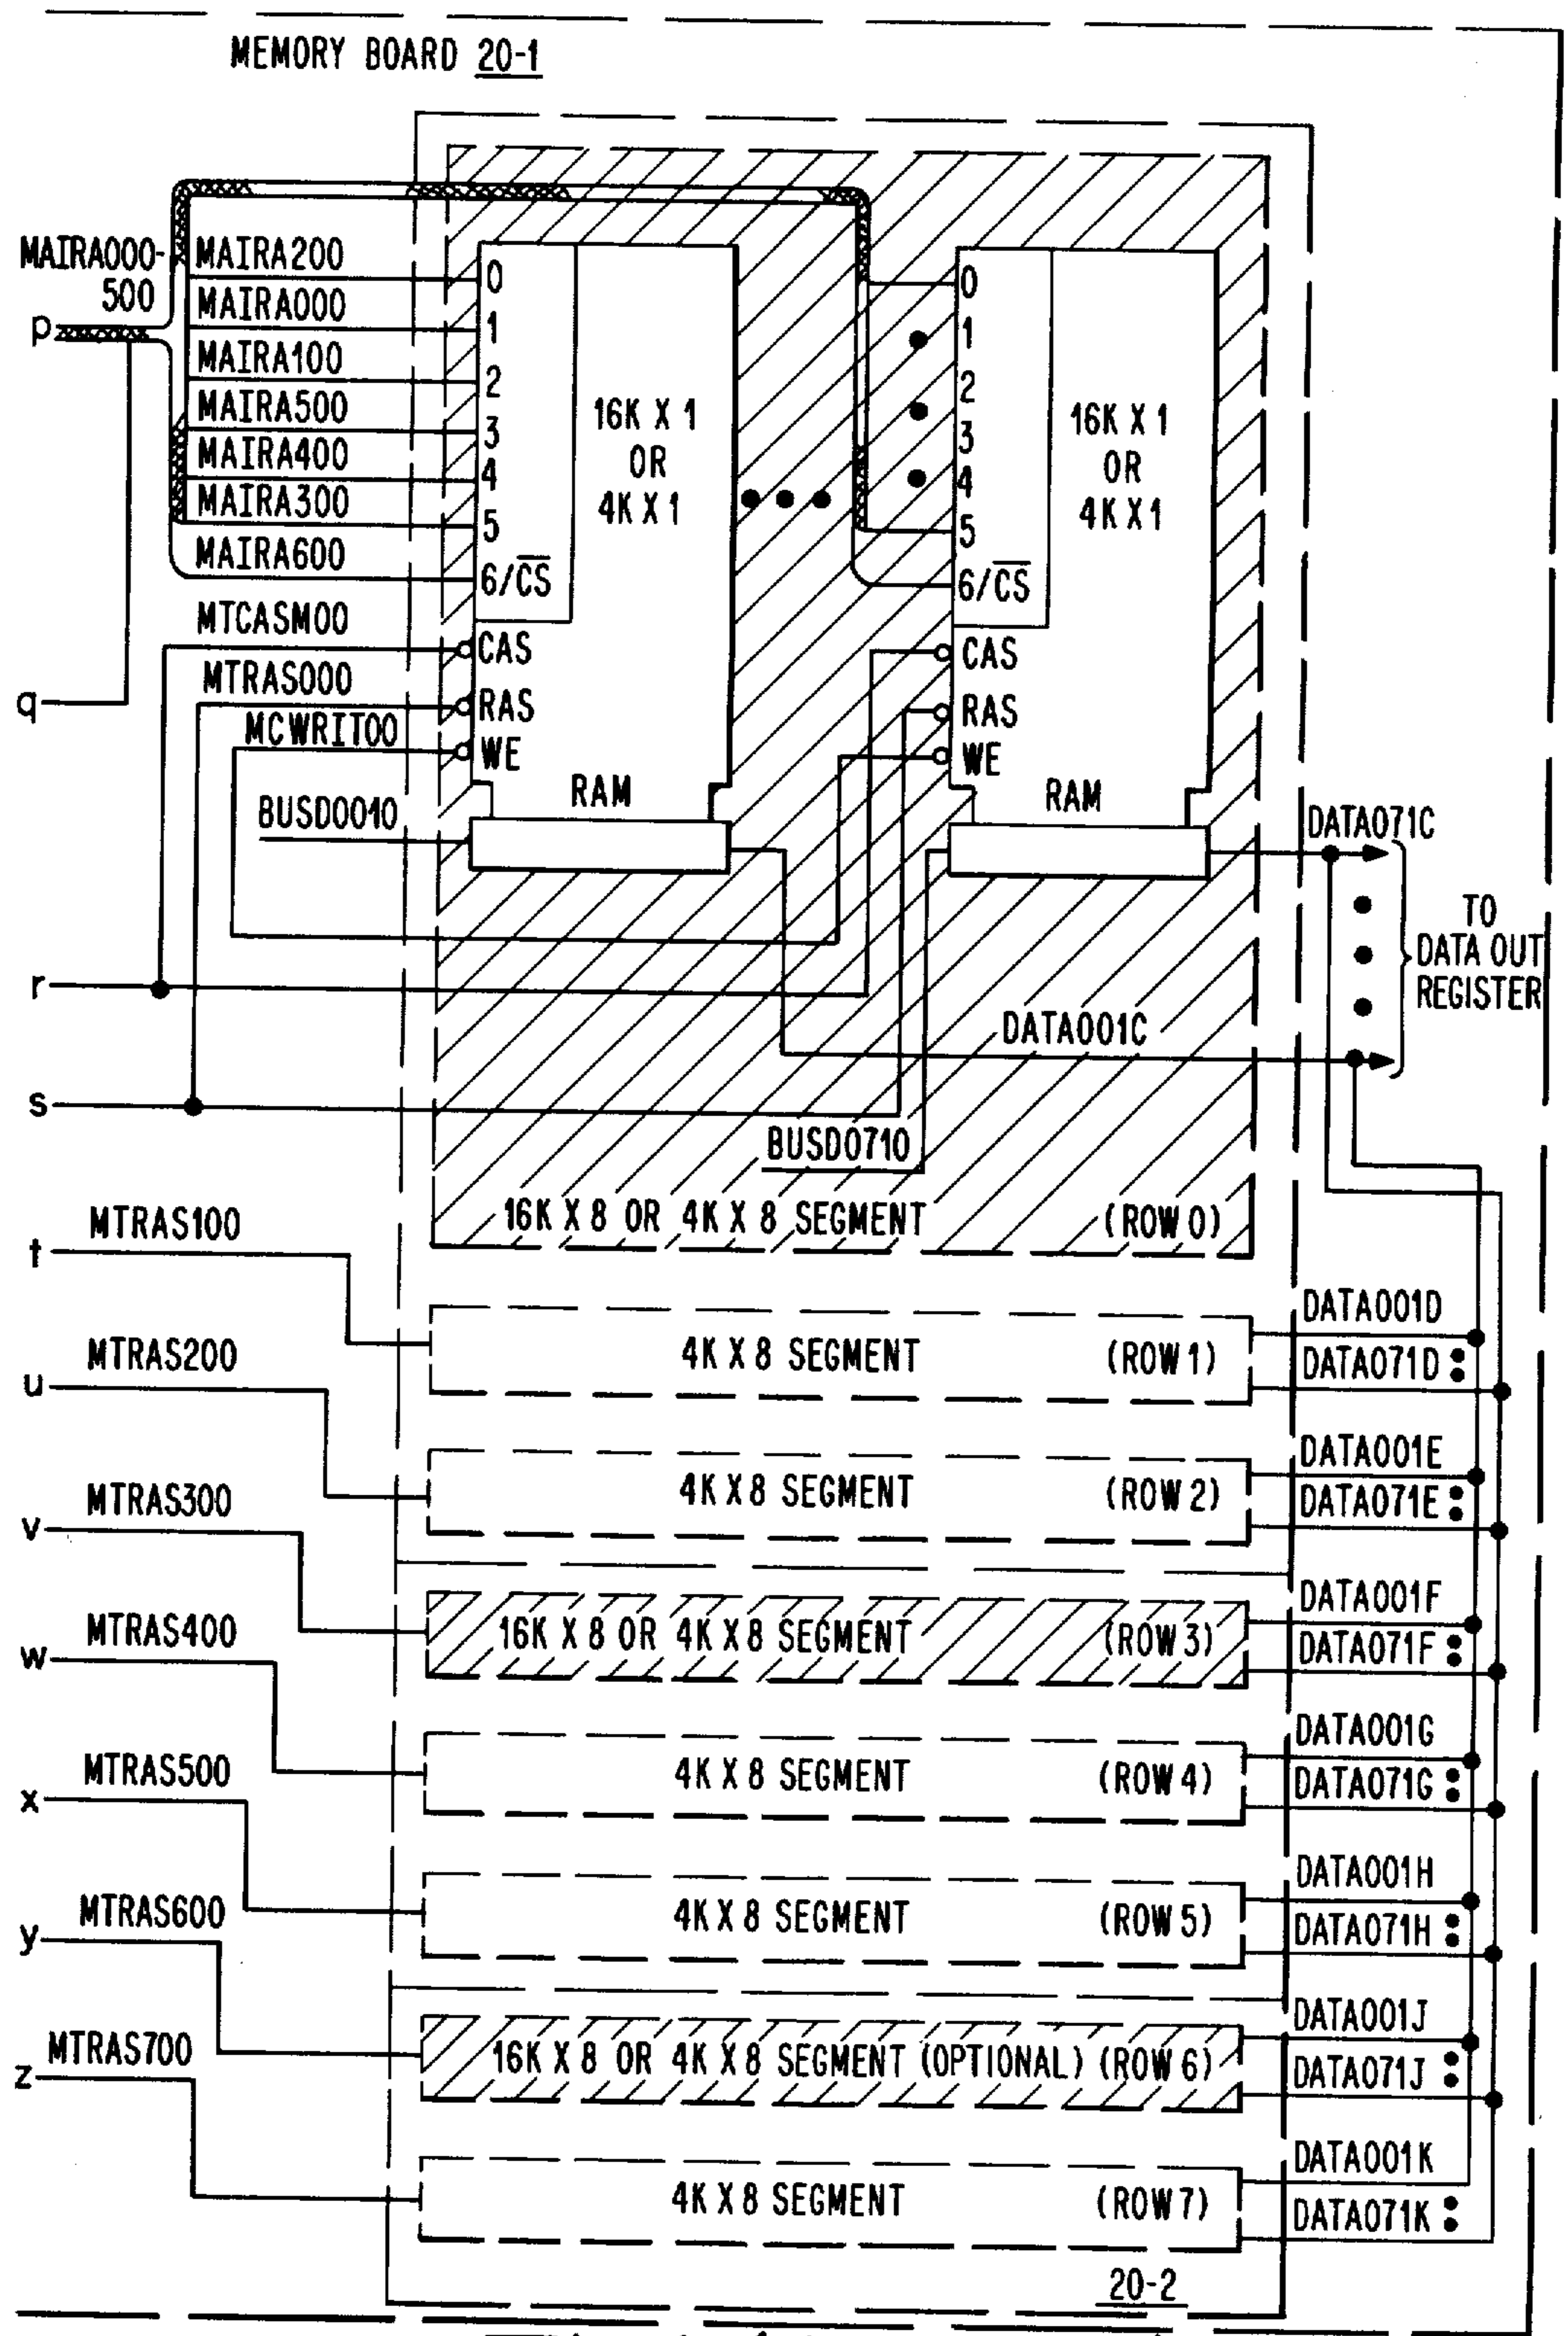 MEMORY BOARD 20-1
MAIRA000-
500
p
MAIRA200
MAIRA000
MAIRA100
MAIRA500
MAIRA400
MAIRA300
MAIRA600
MTCASM00
MTRAS000
MCWRIT00
BUSD0010
q
r
s
0
1
2
3
4
5
6/C̅S̅
CAS
RAS
WE
16K X 1
OR
4K X 1
RAM
0
1
2
3
4
5
6/C̅S̅
CAS
RAS
WE
16K X 1
OR
4K X 1
RAM
DATA071C
TO
DATA OUT
REGISTER
DATA001C
BUSD0710
16K X 8 OR 4K X 8 SEGMENT (ROW 0)
MTRAS100
t
4K X 8 SEGMENT (ROW 1)
DATA001D
DATA071D
MTRAS200
u
4K X 8 SEGMENT (ROW 2)
DATA001E
DATA071E
MTRAS300
v
16K X 8 OR 4K X 8 SEGMENT (ROW 3)
DATA001F
DATA071F
MTRAS400
w
4K X 8 SEGMENT (ROW 4)
DATA001G
DATA071G
MTRAS500
x
4K X 8 SEGMENT (ROW 5)
DATA001H
DATA071H
MTRAS600
y
16K X 8 OR 4K X 8 SEGMENT (OPTIONAL) (ROW 6)
DATA001J
DATA071J
MTRAS700
z
4K X 8 SEGMENT (ROW 7)
DATA001K
DATA071K
20-2